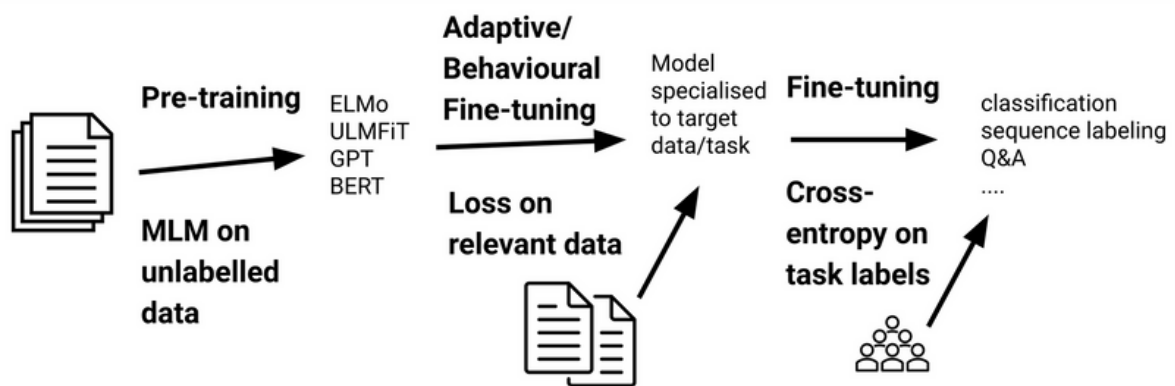 Pre-training
MLM on
unlabelled
data
ELMo
ULMFiT
GPT
BERT
Adaptive/
Behavioural
Fine-tuning
Loss on
relevant data
Model
specialised
to target
data/task
Fine-tuning
Cross-
entropy on
task labels
classification
sequence labeling
Q&A
....